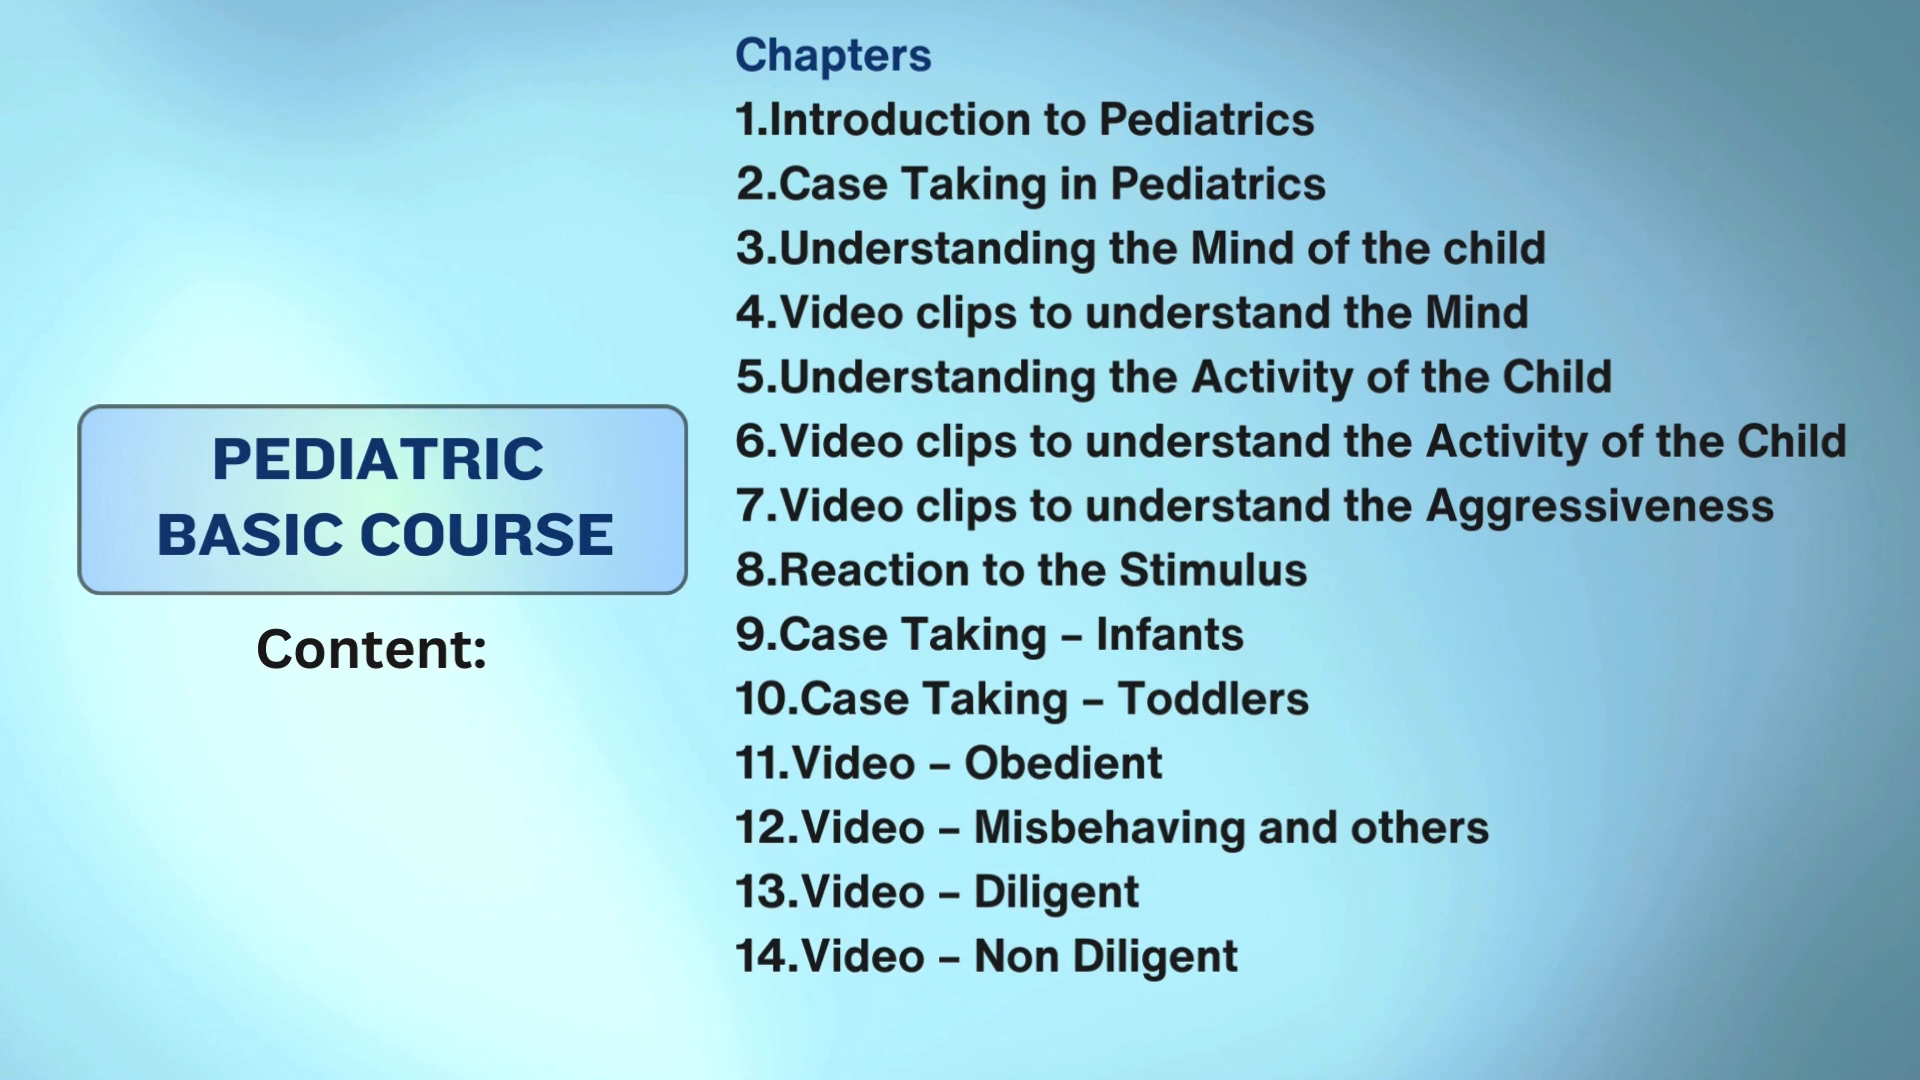 PEDIATRIC
BASIC COURSE
Content:
Chapters
1.Introduction to Pediatrics
2.Case Taking in Pediatrics
3.Understanding the Mind of the child
4.Video clips to understand the Mind
5.Understanding the Activity of the Child
6.Video clips to understand the Activity of the Child
7.Video clips to understand the Aggressiveness
8.Reaction to the Stimulus
9.Case Taking – Infants
10.Case Taking – Toddlers
11.Video – Obedient
12.Video – Misbehaving and others
13.Video – Diligent
14.Video – Non Diligent